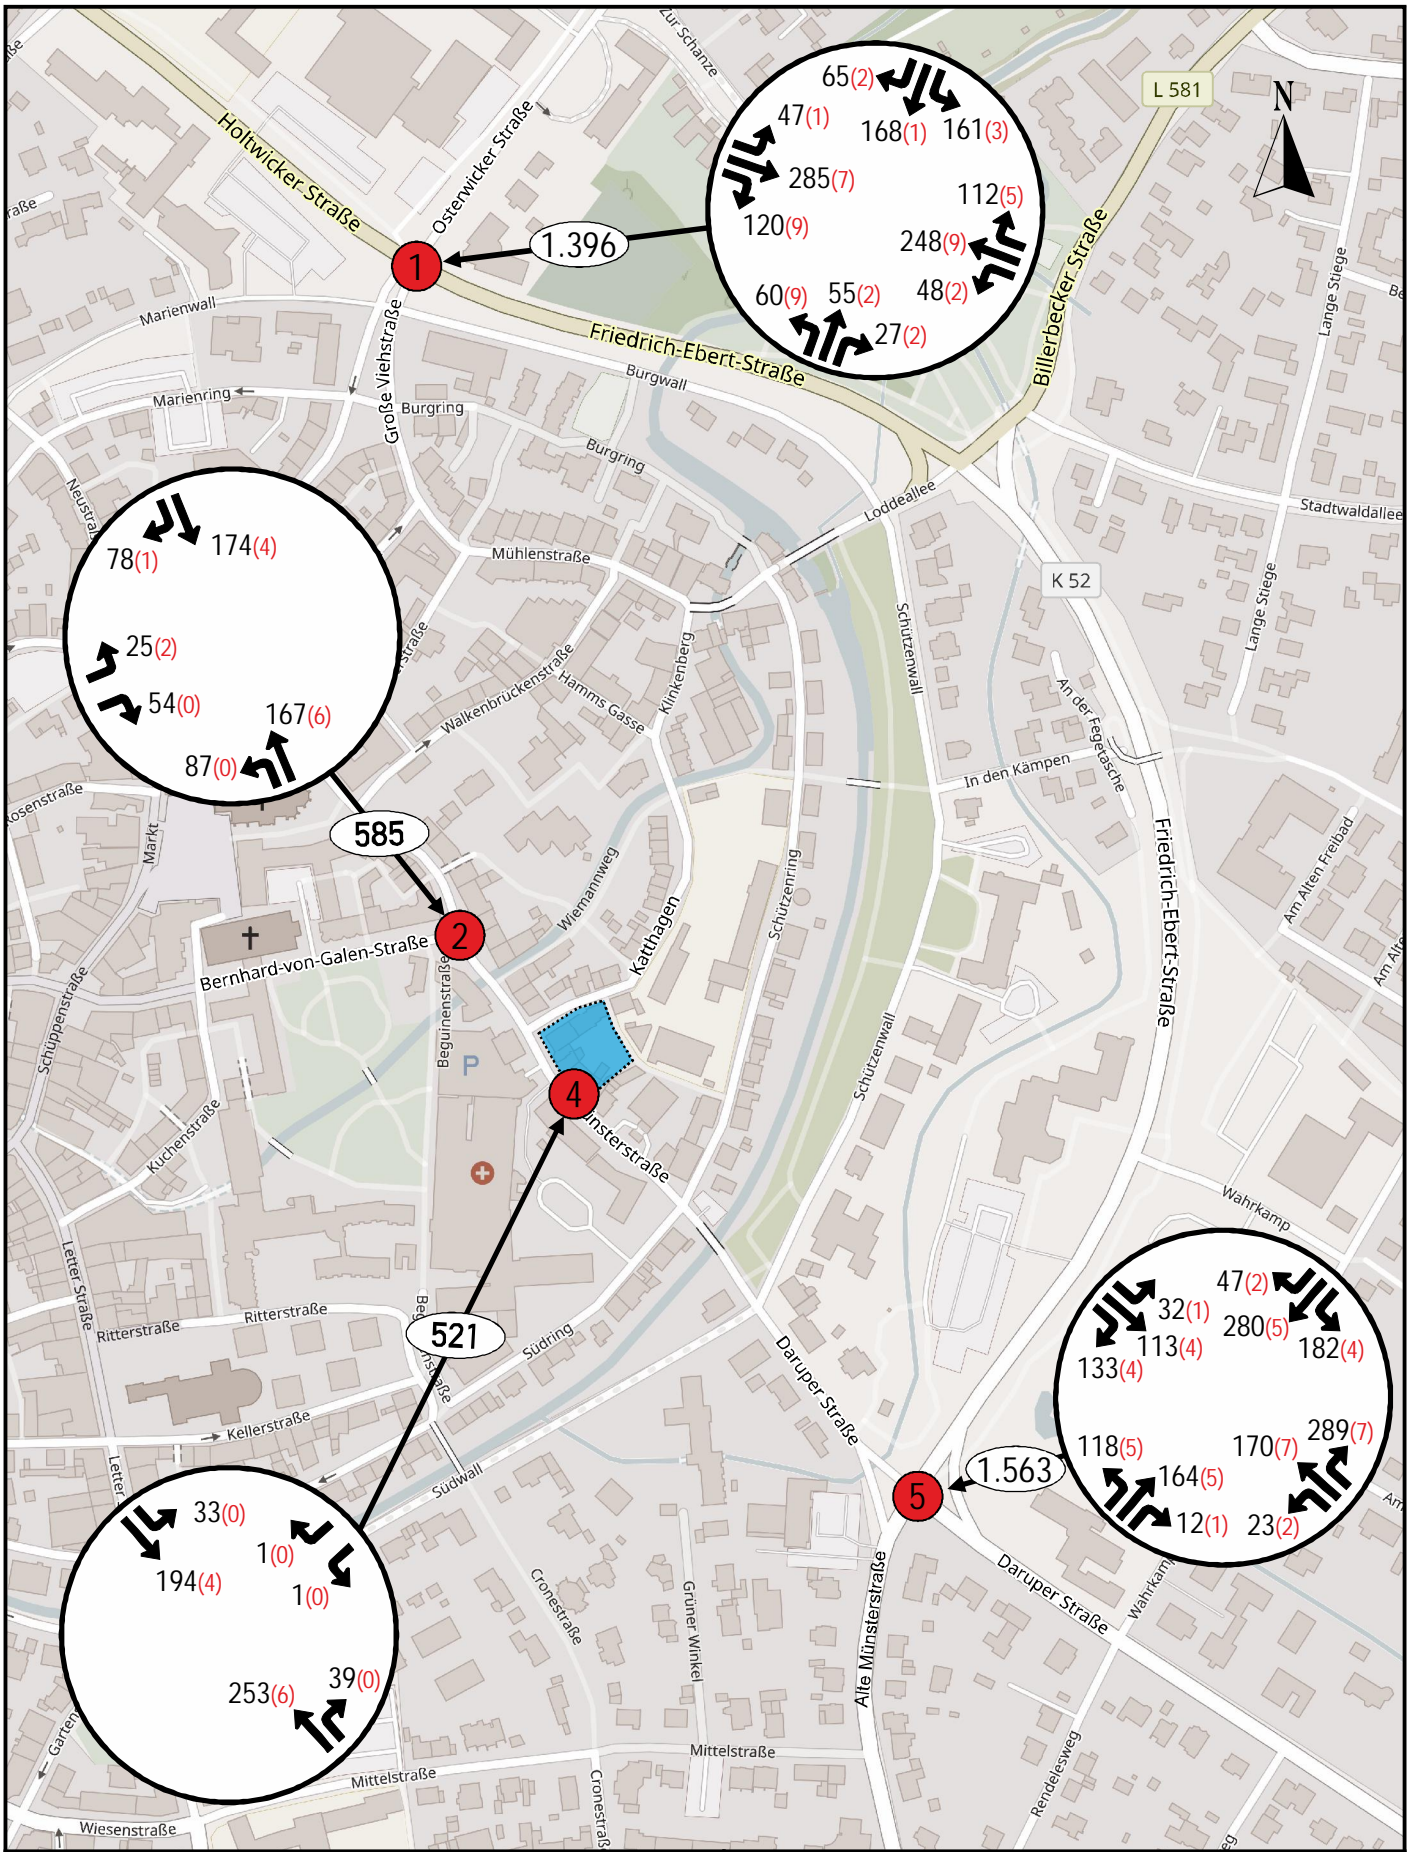 Zur Schanze
L 581
N
Holtwicker Straße
Osterwicker Straße
65(2)
168(1)
161(3)
47(1)
285(7)
120(9)
112(5)
248(9)
48(2)
60(9)
55(2)
27(2)
1.396
1
raße
Marienwall
Große Viehstraße
Friedrich-Ebert-Straße
Billerbecker Straße
Lange Stiege
Burgwall
Marienring
Burgring
Burgring
Loddeallee
Stadtwaldallee
Mühlenstraße
K 52
Lange Stiege
78(1)
174(4)
25(2)
54(0)
167(6)
87(0)
585
2
Schützenwall
Klinkenberg
Walkenbrückenstraße
Hamms Gasse
An der Fegetasche
In den Kämpen
Rosenstraße
Markt
Friedrich-Ebert-Straße
Am Alten Freibad
Wiemannweg
Schützenring
Katthagen
Bernhard-von-Galen-Straße
Beguinenstraße
Schüppenstraße
P
Schützenwall
4
ünsterstraße
Kuchenstraße
Wahrkamp
Letter Straße
Ritterstraße
Ritterstraße
521
Südring
Daruper Straße
47(2)
280(5)
182(4)
32(1)
113(4)
133(4)
118(5)
164(5)
12(1)
170(7)
289(7)
23(2)
1.563
5
Kellerstraße
Letter
Südwall
33(0)
194(4)
1(0)
1(0)
253(6)
39(0)
Cronestraße
Grüner Winkel
Alte Münsterstraße
Daruper Straße
Wahrkamp
Rendelesweg
Mittelstraße
Mittelstraße
Wiesenstraße